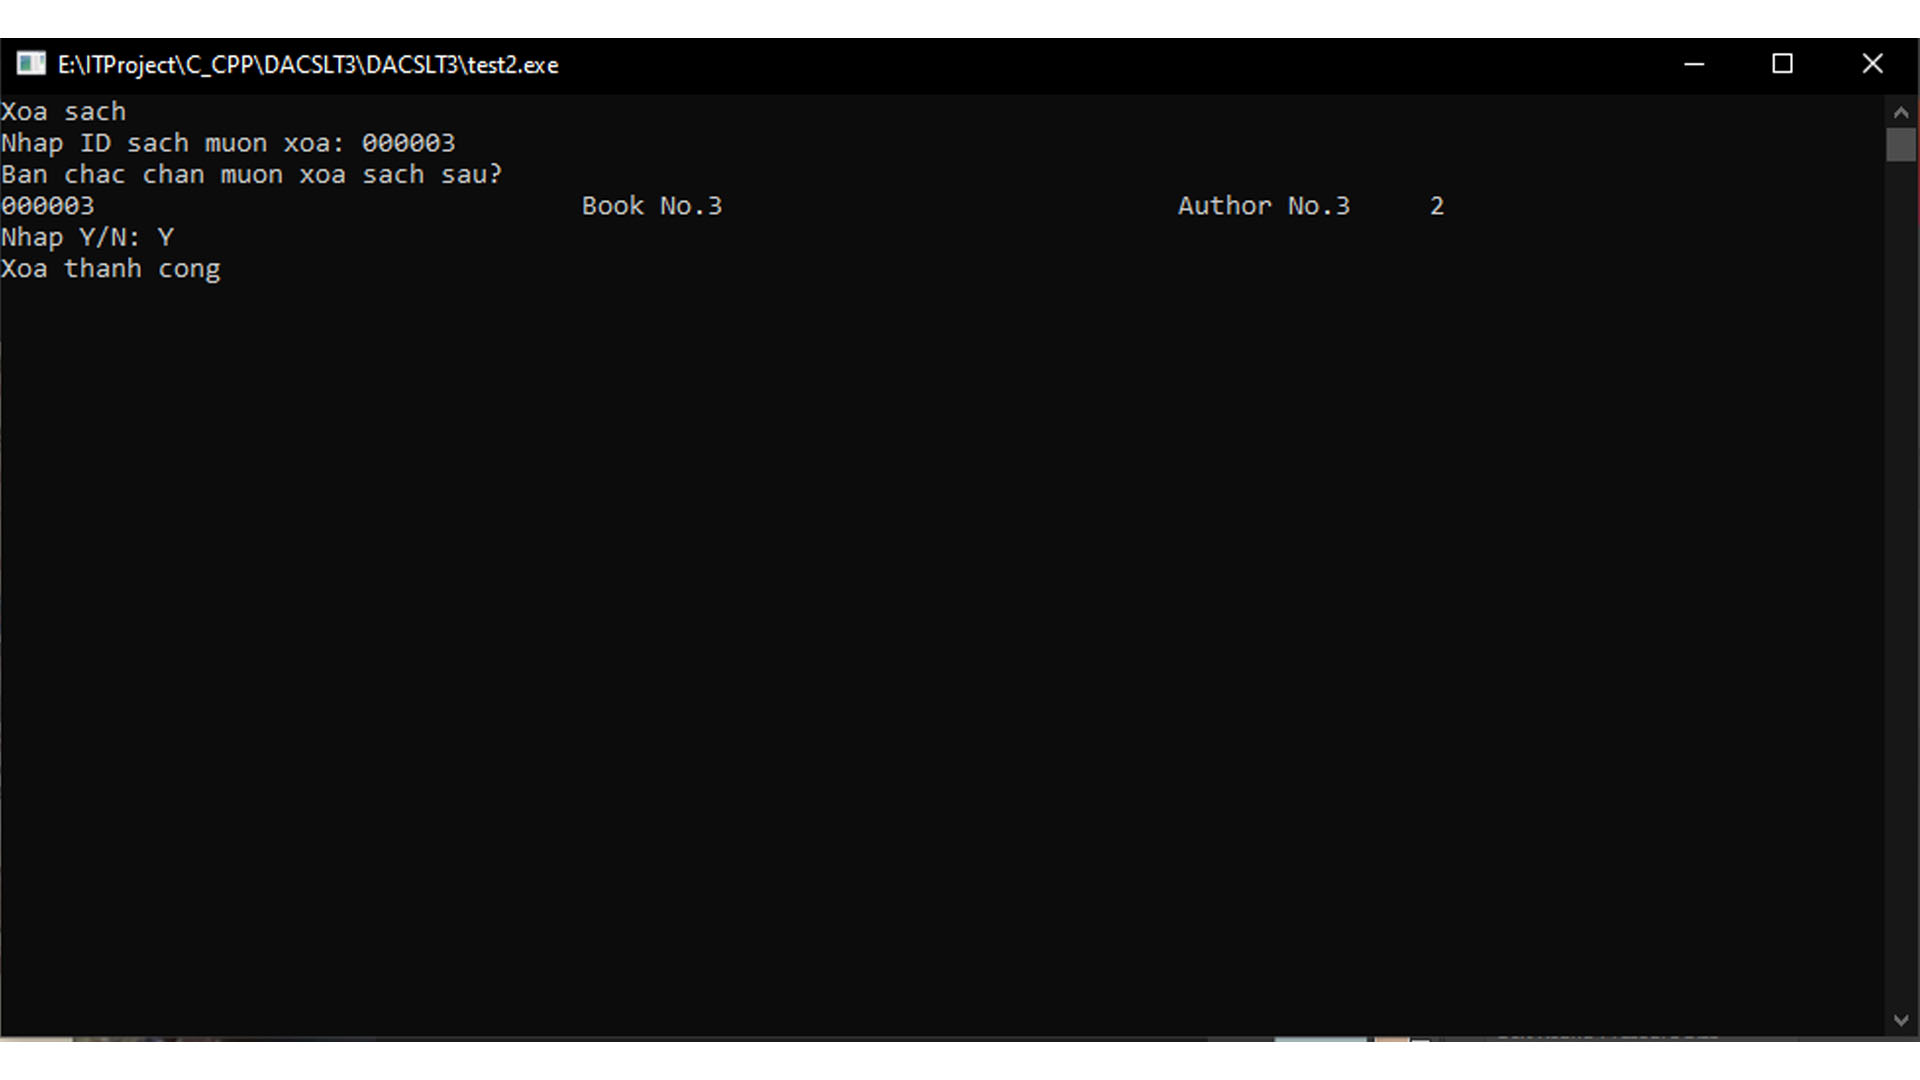 E:\ITProject\C_CPP\DACSLT3\DACSLT3\test2.exe
Xoa sach
Nhap ID sach muon xoa: 000003
Ban chac chan muon xoa sach sau?
000003 Book No.3 Author No.3 2
Nhap Y/N: Y
Xoa thanh cong